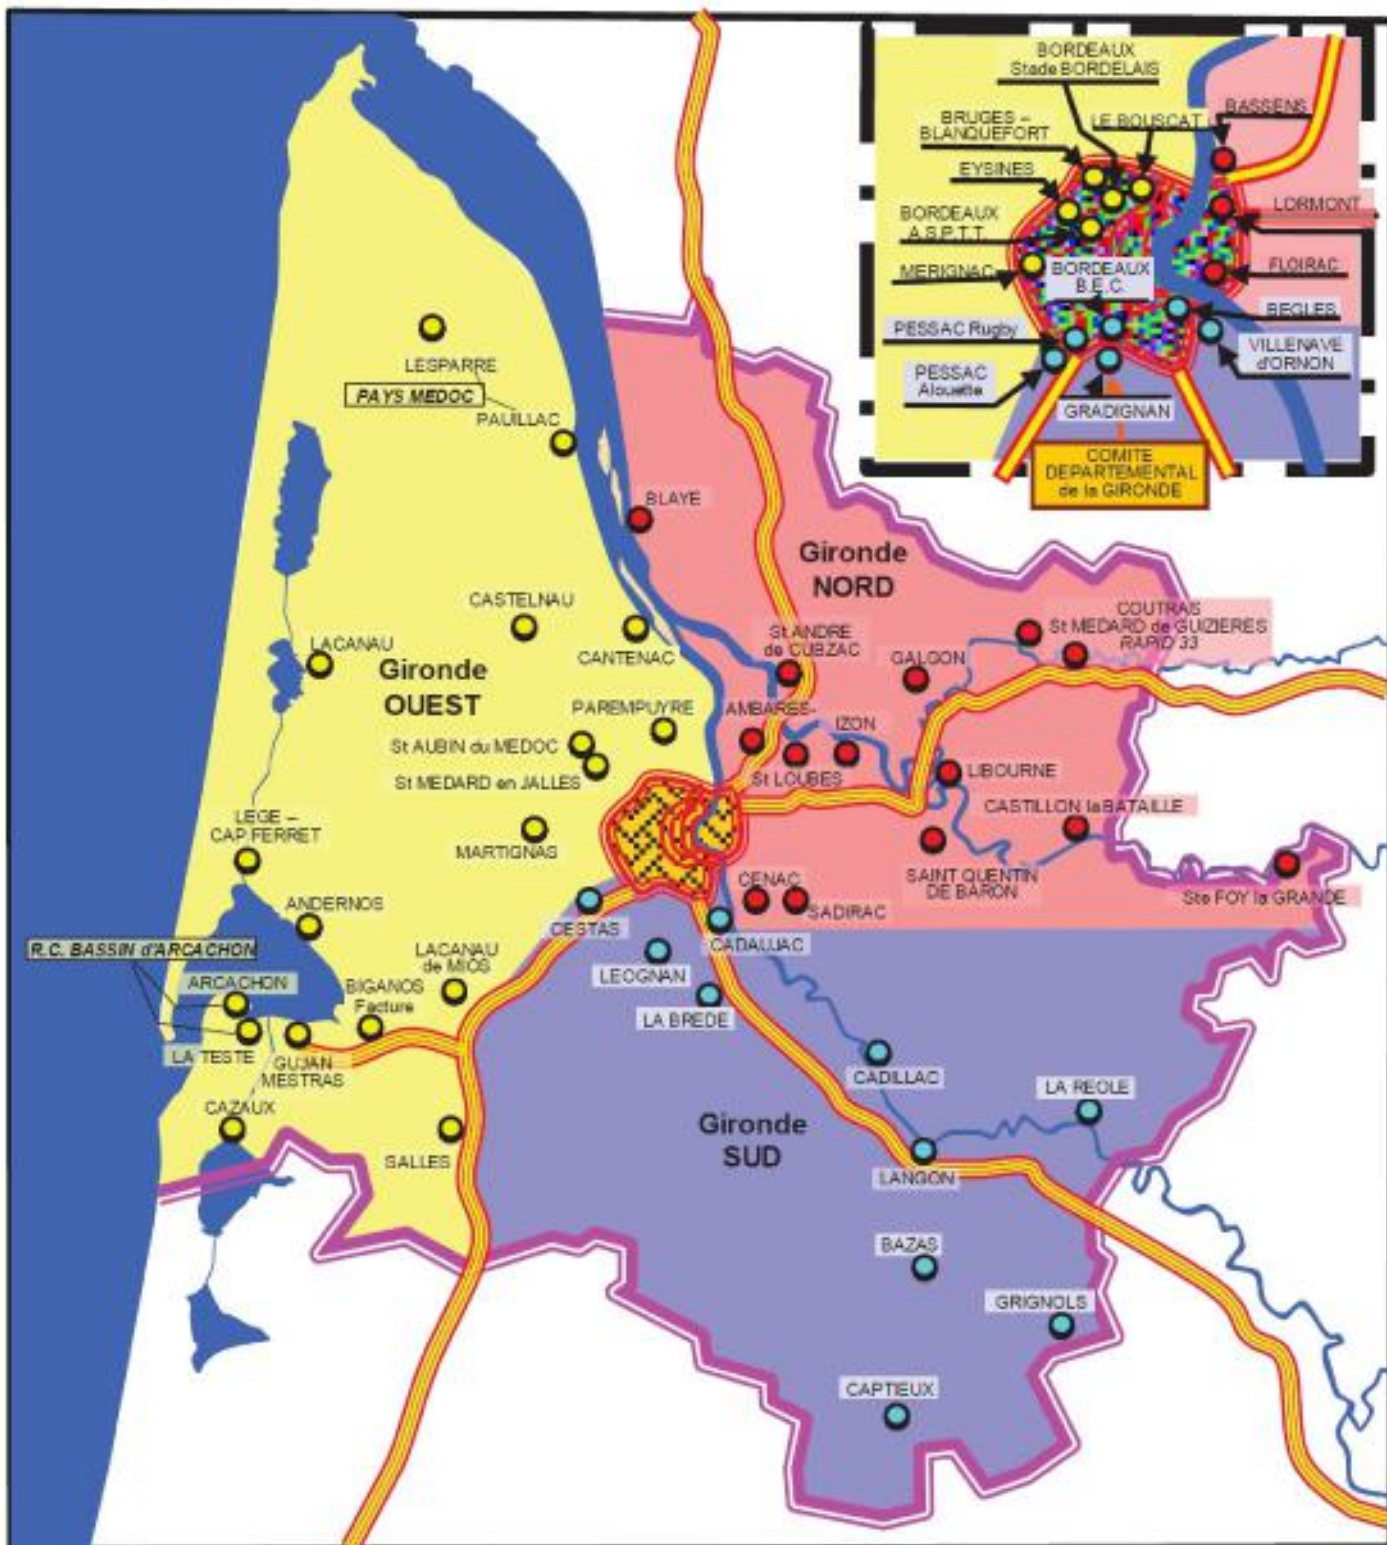 BORDEAUX
Stade BORDELAIS
BRUGES –
BLANQUEFORT
LE BOUSCAT
BASSENS
EYSINES
BORDEAUX
A.S.P.T.T.
LORMONT
MERIGNAC
BORDEAUX
B.E.C.
FLOIRAC
BEGLES
PESSAC Rugby
VILLENAVE
d'ORNON
PESSAC
Alouette
GRADIGNAN
COMITE
DEPARTEMENTAL
de la GIRONDE
LESPARRE
PAYS MEDOC
PAUILLAC
BLAYE
Gironde
NORD
CASTELNAU
CANTENAC
LACANAU
Gironde
OUEST
St ANDRE
de CUBZAC
GALGON
COUTRAS
St MEDARD de GUIZIERES
RAPID 33
PAREMPUYRE
AMBARES-
IZON
St AUBIN du MEDOC
St MEDARD en JALLES
St LOUBES
LIBOURNE
CASTILLON la BATAILLE
LEGE –
CAP FERRET
MARTIGNAS
SAINT QUENTIN
DE BARON
CENAC
SADIRAC
Ste FOY la GRANDE
ANDERNOS
CESTAS
CADAUJAC
R.C. BASSIN d'ARCACHON
LACANAU
de MIOS
LEOGNAN
ARCACHON
BIGANOS
Facture
LA BREDE
LA TESTE
GUJAN
MESTRAS
CADILLAC
CAZAUX
LA REOLE
SALLES
Gironde
SUD
LANGON
BAZAS
GRIGNOLS
CAPTIEUX